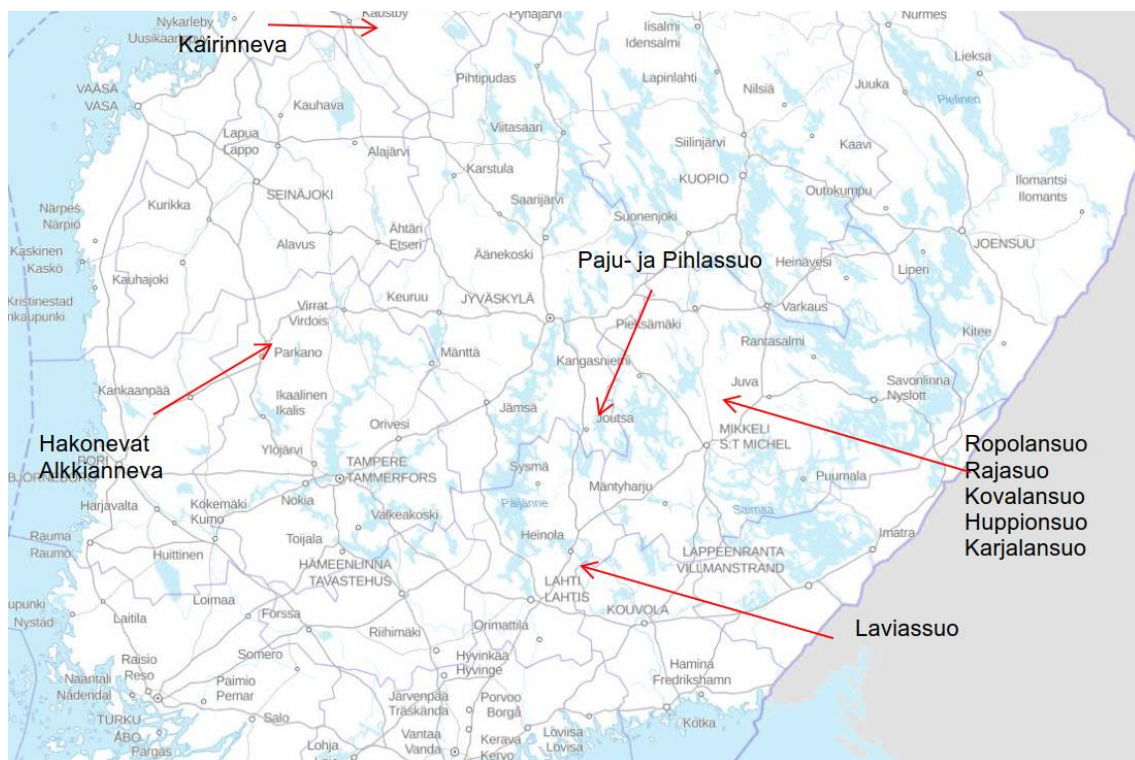 Nykarleby
Uusikaarlepyy
Kaustby
Pyhäjärvi
Iisalmi
Idensalmi
Nurmes
Kairinneva
Lieksa
Pihtipudas
Lapinlahti
Nilsiä
Juuka
Pielinen
VAASA
VASA
Kauhava
Viitasaari
Lapua
Lappo
Alajärvi
Siilinjärvi
Kaavi
Karstula
KUOPIO
Ilomantsi
Ilomants
SEINÄJOKI
Saarijärvi
Outokumpu
Närpes
Närpiö
Kurikka
Suonenjoki
Ähtäri
Etseri
Alavus
JOENSUU
Kaskinen
Kaskö
Äänekoski
Paju- ja Pihlassuo
Heinävesi
Liperi
Kauhajoki
Kristinestad
Virrat
Virdois
Keuruu
JYVÄSKYLÄ
Varkaus
Pieksämäki
Kitee
Parkano
Mänttä
Rantasalmi
Kangasniemi
Kankaanpää
Ikaalinen
Ikalis
Juva
Savonlinna
Nyslott
Jämsä
Joutsa
Orivesi
MIKKELI
S:T MICHEL
Hakonevat
Alkkianneva
Ylöjärvi
Ropolansuo
Rajasuo
Kovalansuo
Huppionsuo
Karjalansuo
PORI
BJÖRNEBORG
TAMPERE
TAMMERFORS
Sysmä
Puumala
Harjavalta
Kokemäki
Kumo
Nokia
Päijänne
Mäntyharju
Saimaa
Valkeakoski
Rauma
Raumo
Toijala
Heinola
Imatra
Huittinen
HÄMEENLINNA
TAVASTEHUS
LAPPEENRANTA
VILLMANSTRAND
LAHTI
LAHTIS
Loimaa
KOUVOLA
Laitila
Forssa
Orimattila
Laviassuo
Nystad
Riihimäki
Somero
Hyvinkää
Hyvinge
Raisio
Reso
Hamina
Fredrikshamn
Naantali
Nådendal
Paimio
Pemar
Järvenpää
Träskända
Porvoo
Borgå
TURKU
ÅBO
Salo
Kotka
Pargas
Vantaa
Vanda
Kerava
Kervo
Loviisa
Lovisa
Lohja